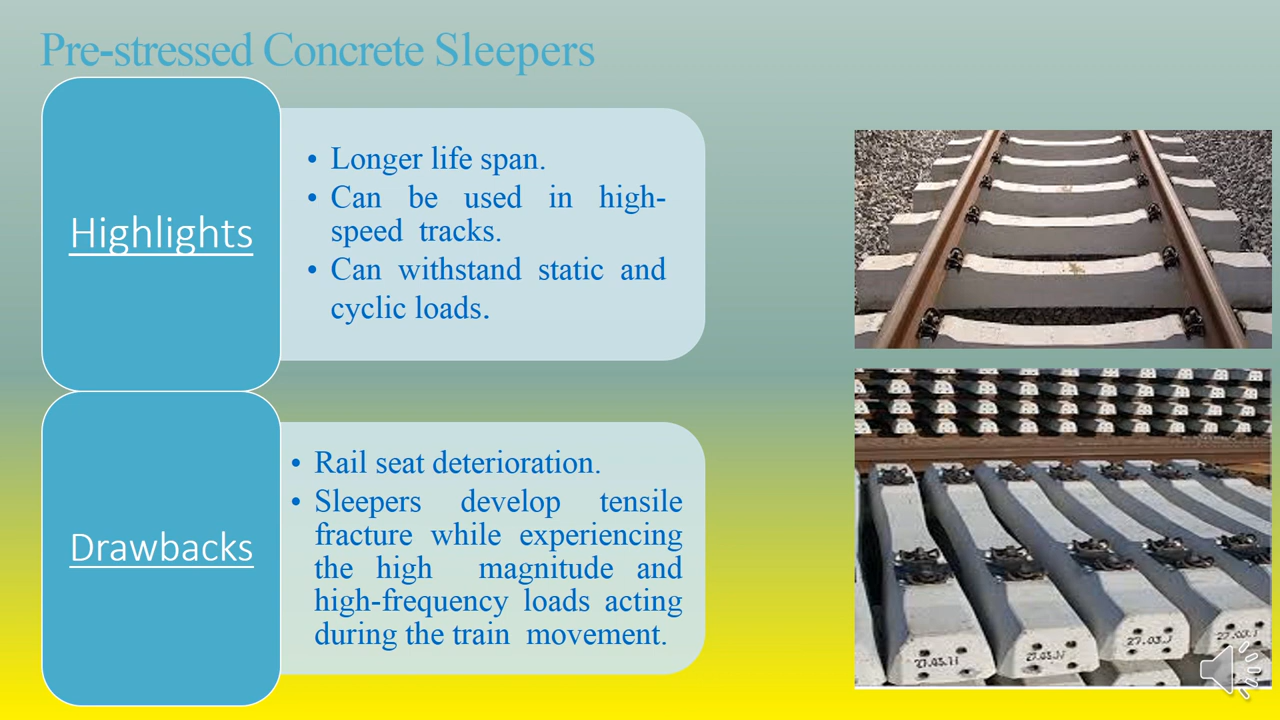 Pre-stressed Concrete Sleepers
Highlights
• Longer life span.
• Can be used in high-
speed tracks.
• Can withstand static and
cyclic loads.
Drawbacks
• Rail seat deterioration.
• Sleepers develop tensile
fracture while experiencing
the high magnitude and
high-frequency loads acting
during the train movement.